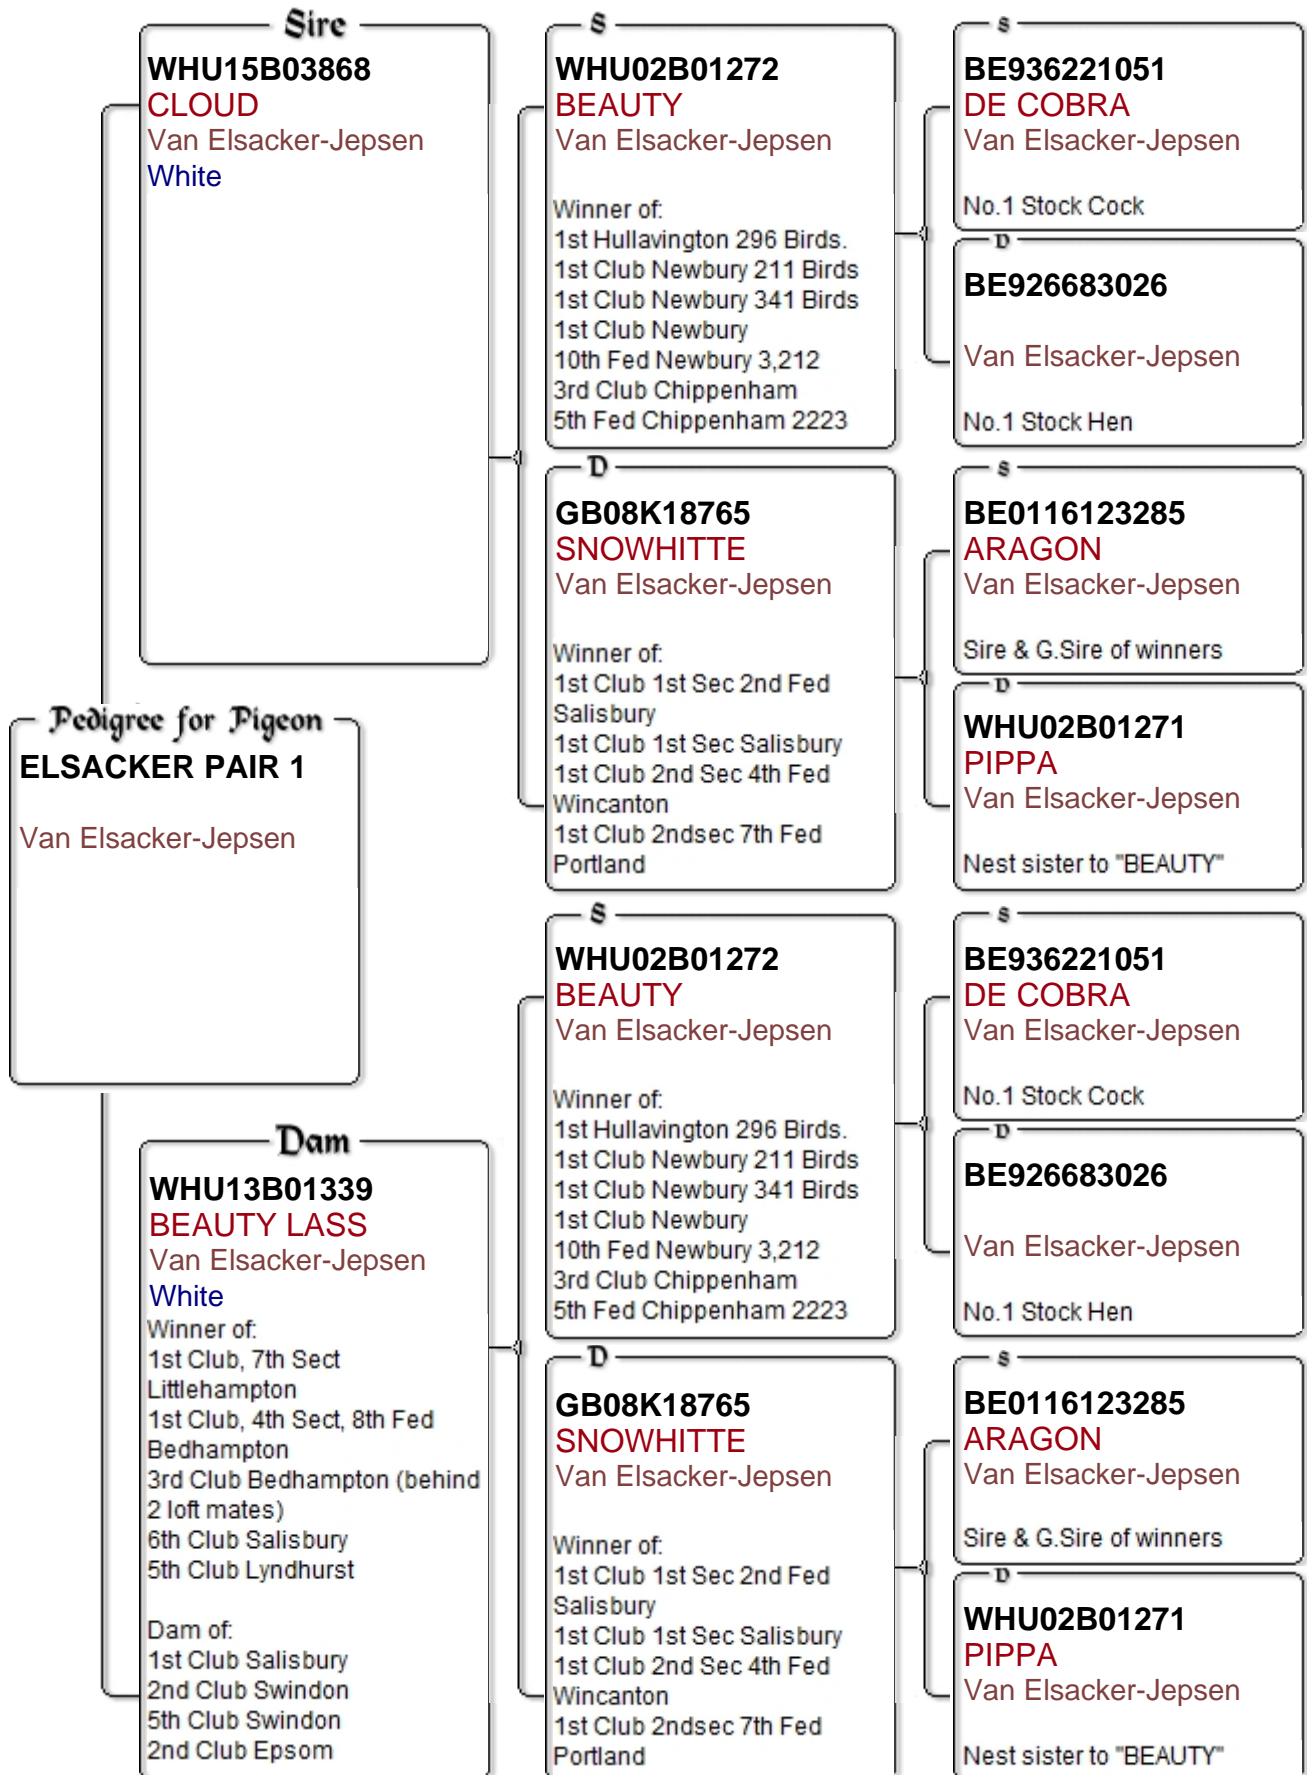 Sire
WHU15B03868
CLOUD
Van Elsacker-Jepsen
White
S
WHU02B01272
BEAUTY
Van Elsacker-Jepsen
Winner of:
1st Hullavington 296 Birds.
1st Club Newbury 211 Birds
1st Club Newbury 341 Birds
1st Club Newbury
10th Fed Newbury 3,212
3rd Club Chippenham
5th Fed Chippenham 2223
S
BE936221051
DE COBRA
Van Elsacker-Jepsen
No.1 Stock Cock
D
BE926683026
Van Elsacker-Jepsen
No.1 Stock Hen
D
GB08K18765
SNOWHITTE
Van Elsacker-Jepsen
Winner of:
1st Club 1st Sec 2nd Fed
Salisbury
1st Club 1st Sec Salisbury
1st Club 2nd Sec 4th Fed
Wincanton
1st Club 2ndsec 7th Fed
Portland
S
BE0116123285
ARAGON
Van Elsacker-Jepsen
Sire & G.Sire of winners
D
WHU02B01271
PIPPA
Van Elsacker-Jepsen
Nest sister to "BEAUTY"
Pedigree for Pigeon
ELSACKER PAIR 1
Van Elsacker-Jepsen
Dam
WHU13B01339
BEAUTY LASS
Van Elsacker-Jepsen
White
Winner of:
1st Club, 7th Sect
Littlehampton
1st Club, 4th Sect, 8th Fed
Bedhampton
3rd Club Bedhampton (behind
2 loft mates)
6th Club Salisbury
5th Club Lyndhurst
Dam of:
1st Club Salisbury
2nd Club Swindon
5th Club Swindon
2nd Club Epsom
S
WHU02B01272
BEAUTY
Van Elsacker-Jepsen
Winner of:
1st Hullavington 296 Birds.
1st Club Newbury 211 Birds
1st Club Newbury 341 Birds
1st Club Newbury
10th Fed Newbury 3,212
3rd Club Chippenham
5th Fed Chippenham 2223
S
BE936221051
DE COBRA
Van Elsacker-Jepsen
No.1 Stock Cock
D
BE926683026
Van Elsacker-Jepsen
No.1 Stock Hen
D
GB08K18765
SNOWHITTE
Van Elsacker-Jepsen
Winner of:
1st Club 1st Sec 2nd Fed
Salisbury
1st Club 1st Sec Salisbury
1st Club 2nd Sec 4th Fed
Wincanton
1st Club 2ndsec 7th Fed
Portland
S
BE0116123285
ARAGON
Van Elsacker-Jepsen
Sire & G.Sire of winners
D
WHU02B01271
PIPPA
Van Elsacker-Jepsen
Nest sister to "BEAUTY"